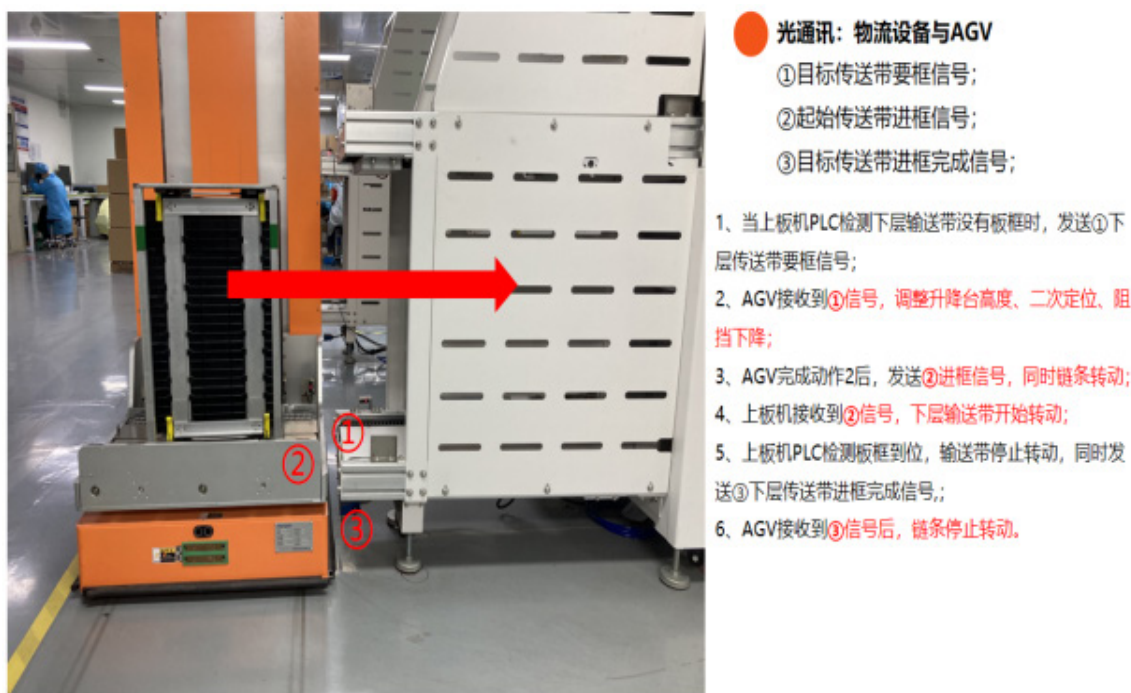 光通讯：物流设备与AGV
①目标传送带要框信号；
②起始传送带进框信号；
③目标传送带进框完成信号；
1、当上板机PLC检测下层输送带没有板框时，发送①下
层传送带要框信号；
2、AGV接收到①信号，调整升降台高度、二次定位、阻
挡下降；
3、AGV完成动作2后，发送②进框信号，同时链条转动；
4、上板机接收到②信号，下层输送带开始转动；
5、上板机PLC检测板框到位，输送带停止转动，同时发
送③下层传送带进框完成信号,；
6、AGV接收到③信号后，链条停止转动。
①
②
③